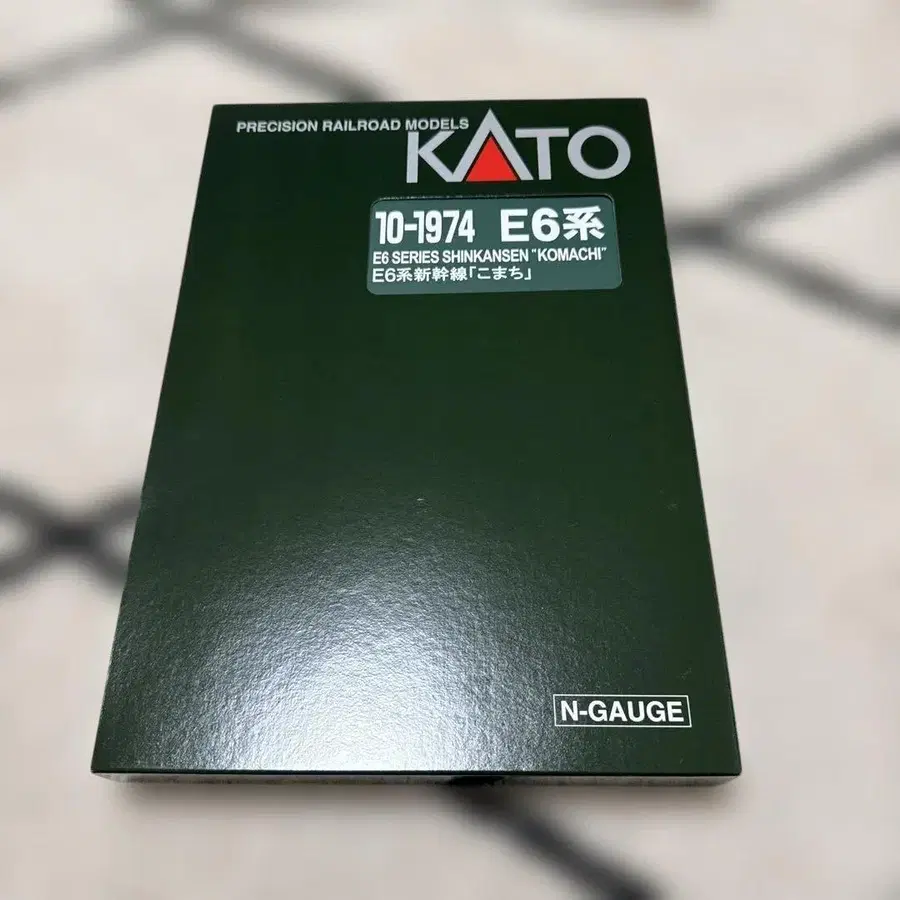 PRECISION RAILROAD MODELS
KATO
10-1974 E6系
E6 SERIES SHINKANSEN "KOMACHI"
E6系新幹線「こまち」
N-GAUGE